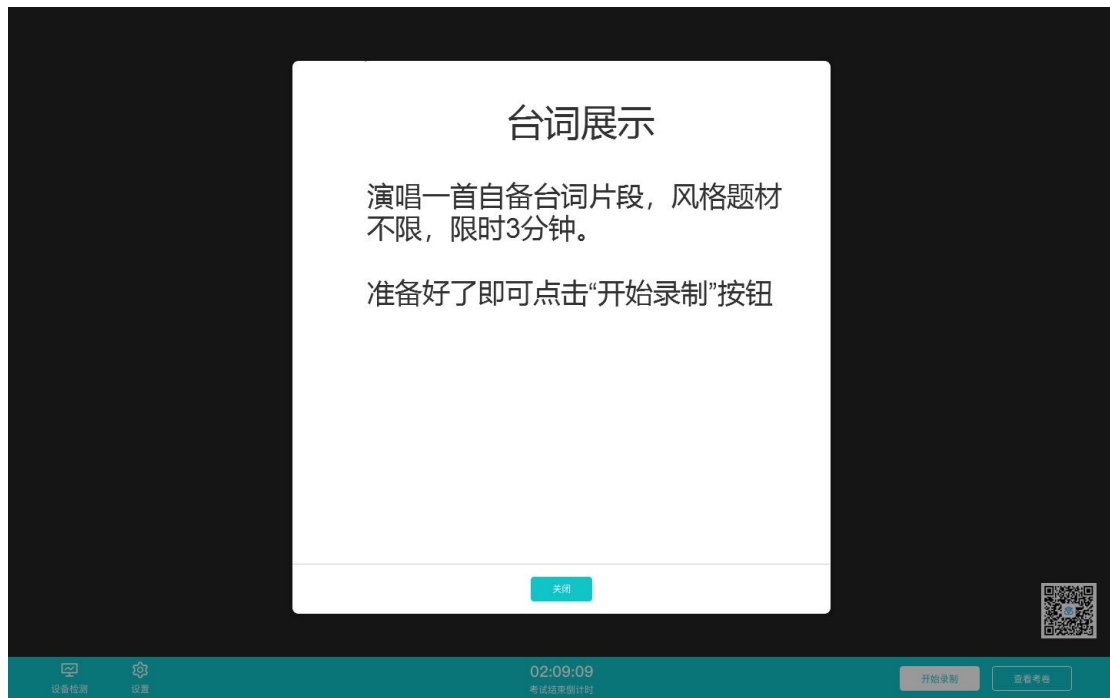 台词展示
演唱一首自备台词片段，风格题材
不限，限时3分钟。
准备好了即可点击“开始录制”按钮
关闭
设备检测
设置
02:09:09
考试结束倒计时
开始录制
查看考卷